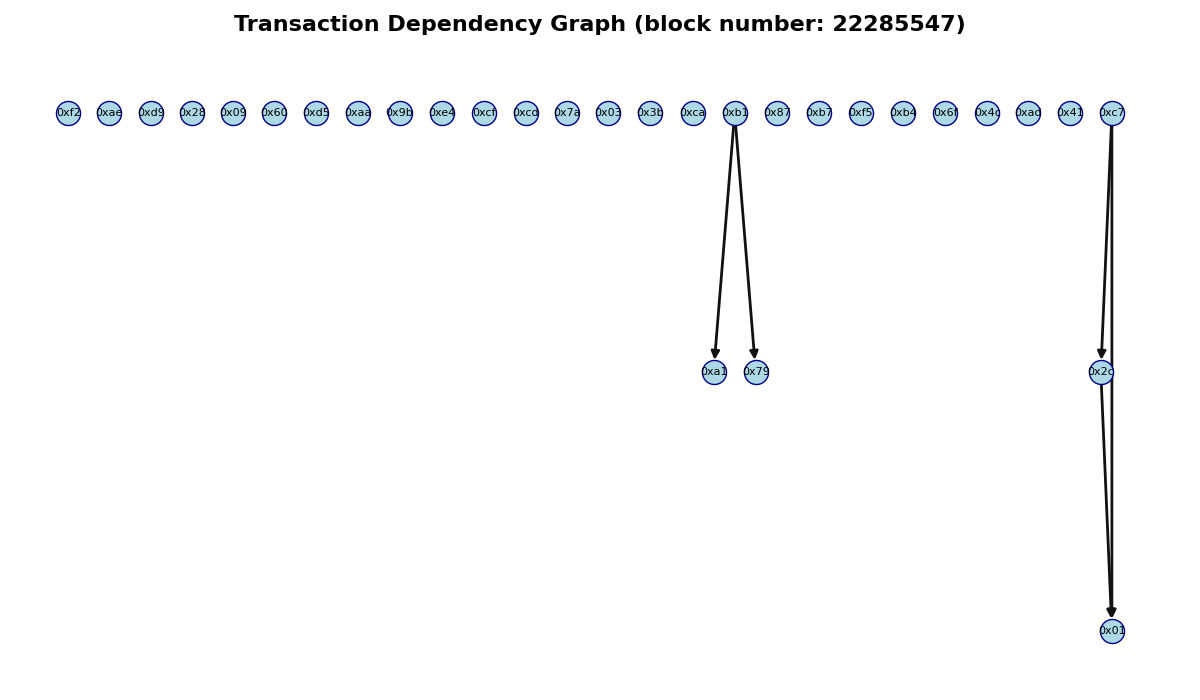 Transaction Dependency Graph (block number: 22285547)
0xf2 0xae 0xd9 0x28 0x09 0x60 0xd5 0xaa 0x9b 0xe4 0xcf 0xcd 0x7a 0x03 0x3b 0xca 0xb1 0x87 0xb7 0xf5 0xb4 0x6f 0x4c 0xad 0x41 0xc7
0xa1 0x79 0x2c
0x01